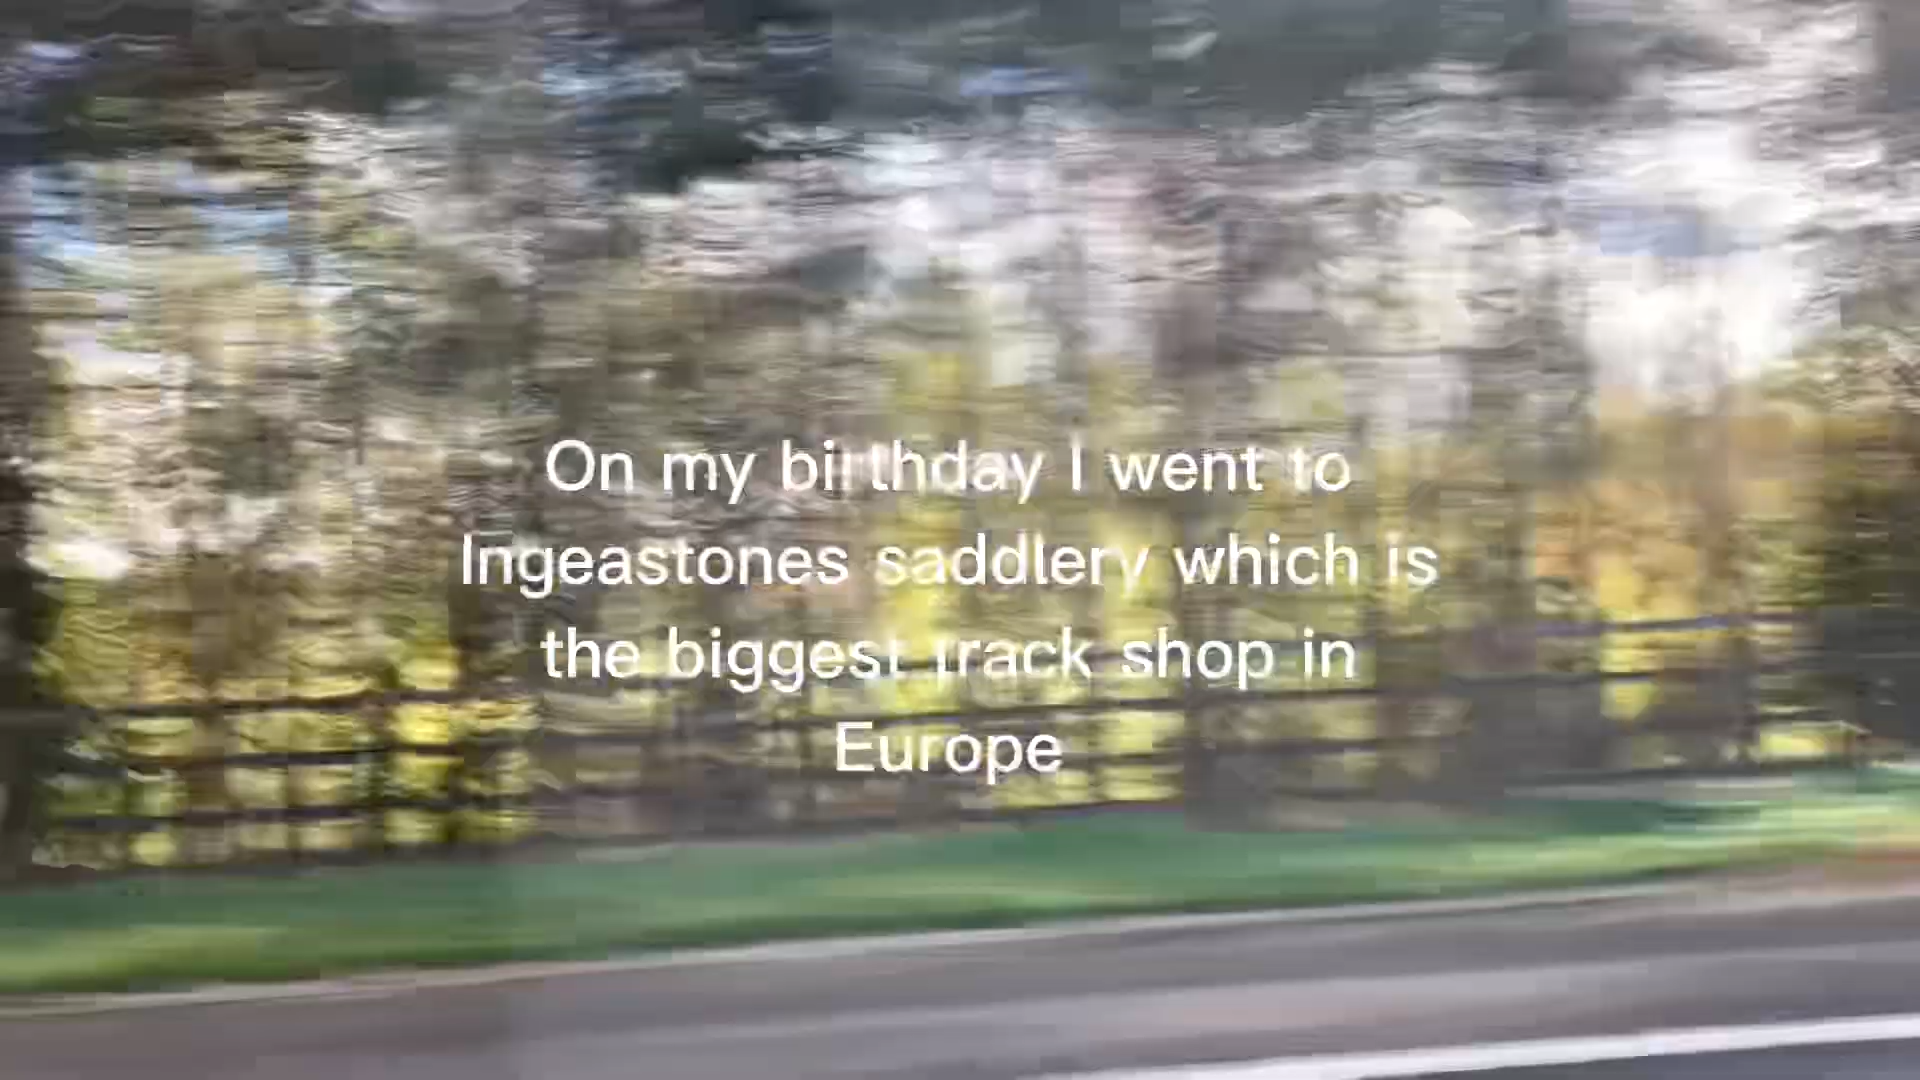 On my birthday I went to
Ingeastones saddlery which is
the biggest track shop in
Europe